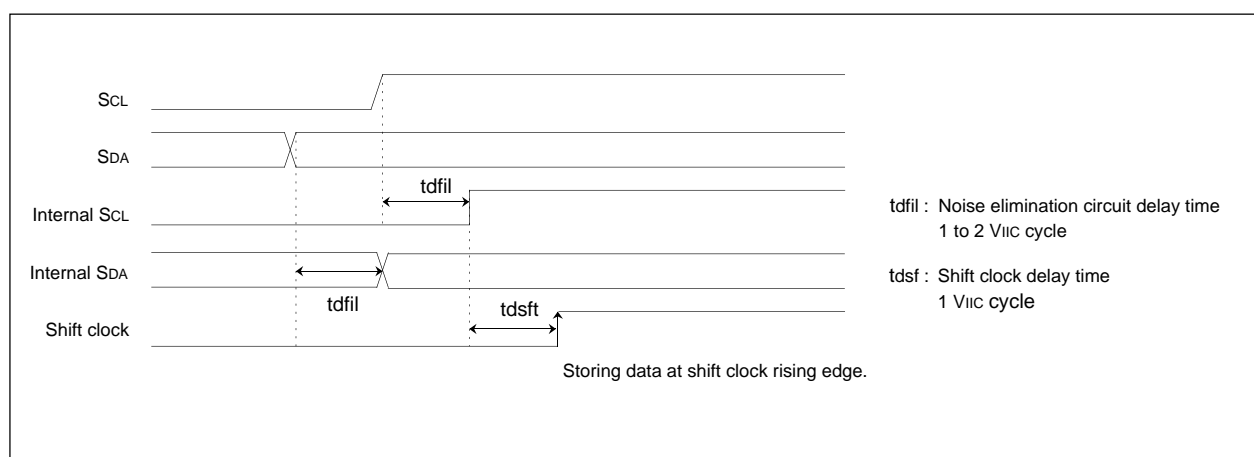 SCL
SDA
tdfil
Internal SCL
tdfil : Noise elimination circuit delay time
1 to 2 VIIC cycle
Internal SDA
tdsf : Shift clock delay time
1 VIIC cycle
tdfil
tdsft
Shift clock
Storing data at shift clock rising edge.